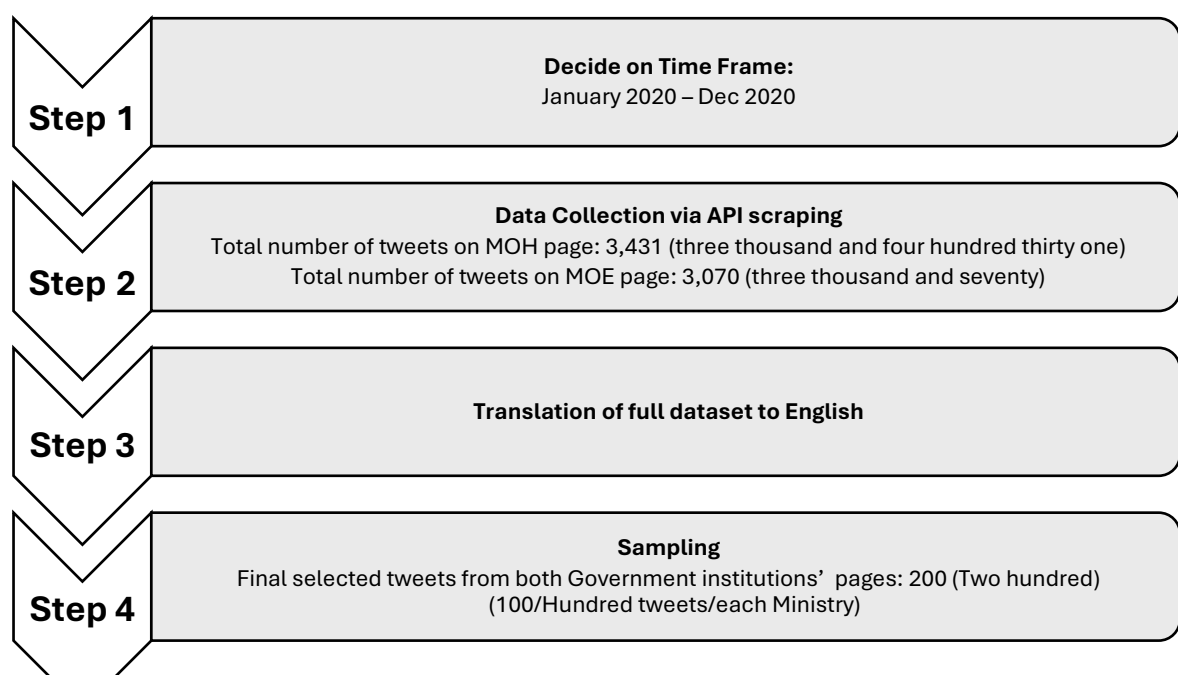 Step 1
Decide on Time Frame:
January 2020 – Dec 2020
Step 2
Data Collection via API scraping
Total number of tweets on MOH page: 3,431 (three thousand and four hundred thirty one)
Total number of tweets on MOE page: 3,070 (three thousand and seventy)
Step 3
Translation of full dataset to English
Step 4
Sampling
Final selected tweets from both Government institutions’ pages: 200 (Two hundred)
(100/Hundred tweets/each Ministry)